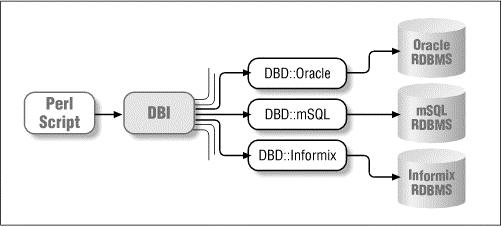 Perl
Script
DBI
DBD::Oracle
DBD::mSQL
DBD::Informix
Oracle
RDBMS
mSQL
RDBMS
Informix
RDBMS